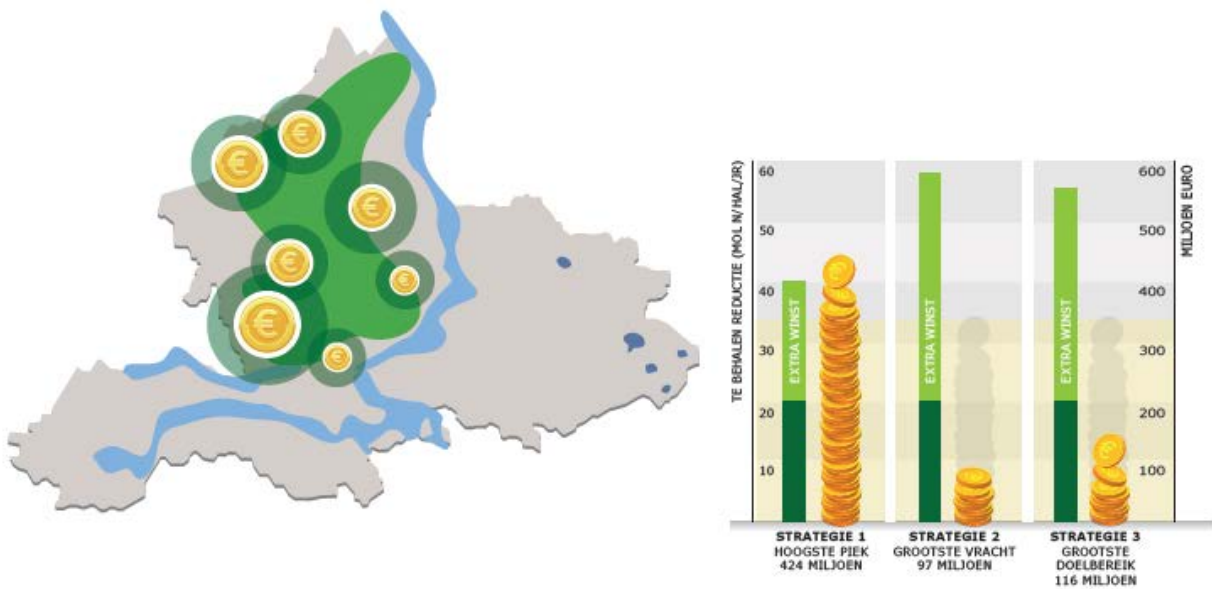 €
€
€
€
€
€
€
TE BEHALEN REDUCTIE (MOL N/HAL/JR)
60
50
40
30
20
10
EXTRA WINST
EXTRA WINST
EXTRA WINST
€
€
600
500
400
300
200
100
MILJOEN EURO
STRATEGIE 1
HOOGSTE PIEK
424 MILJOEN
STRATEGIE 2
GROOTSTE VRACHT
97 MILJOEN
STRATEGIE 3
GROOTSTE
DOELBEREIK
116 MILJOEN